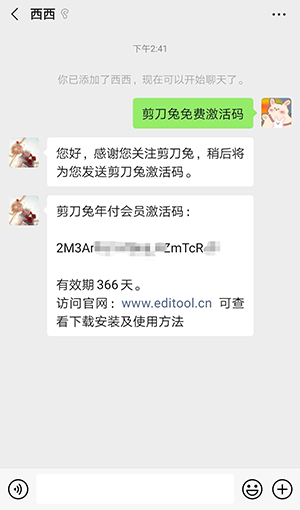 西西
下午2:41
你已添加了西西，现在可以开始聊天了。
剪刀兔免费激活码
您好，感谢您关注剪刀兔，稍后将
为您发送剪刀兔激活码。
剪刀兔年付会员激活码：
2M3Ar ZmTcR
有效期 366 天。
访问官网：www.editool.cn 可查
看下载安装及使用方法